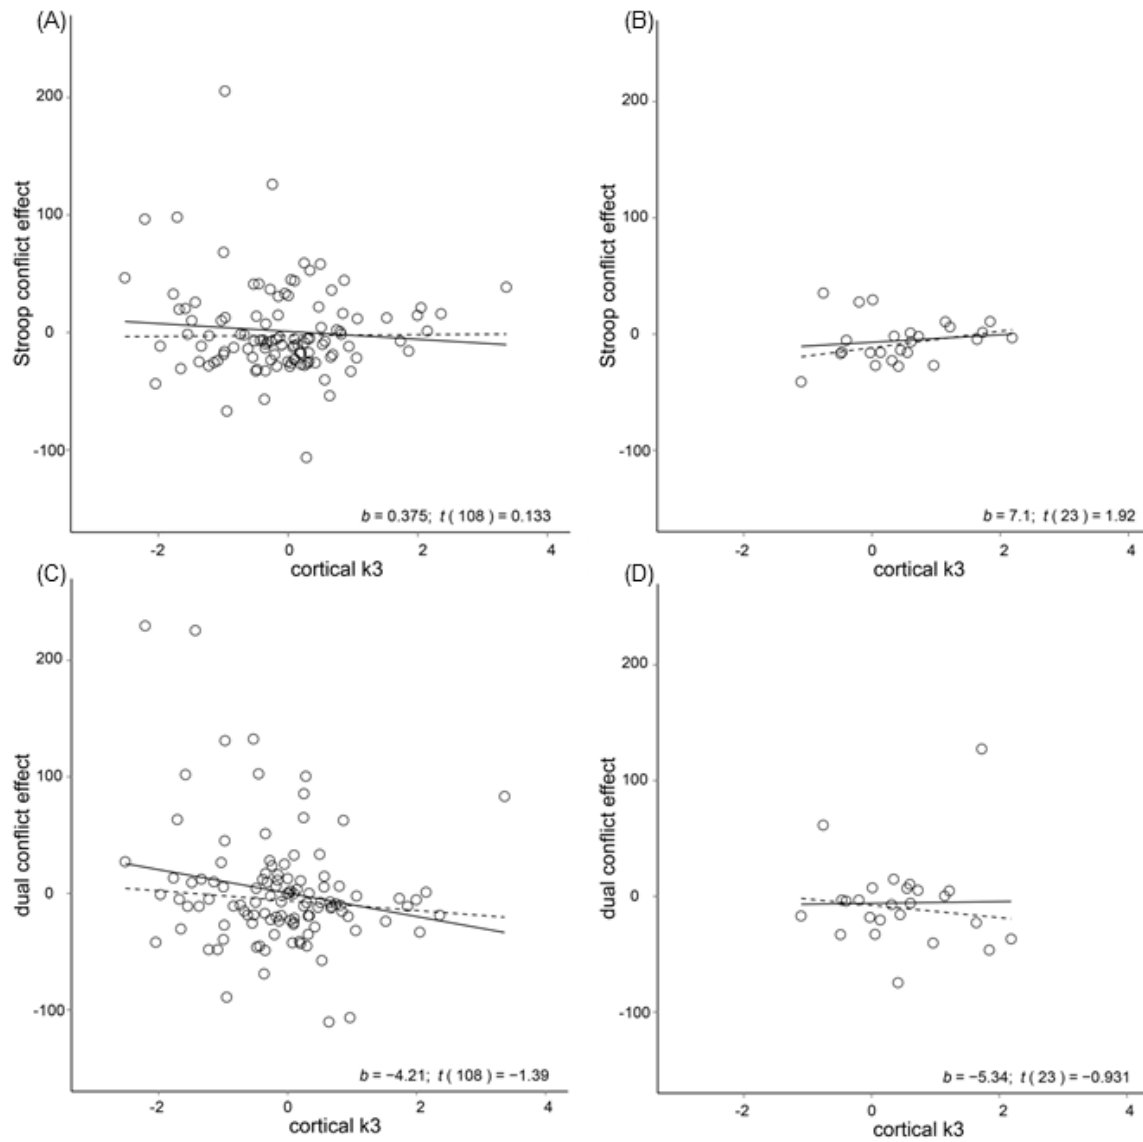 (A)
Stroop conflict effect
200
100
0
-100
b = 0.375; t ( 108 ) = 0.133
-2 0 2 4
cortical k3
(B)
Stroop conflict effect
200
100
0
-100
b = 7.1; t ( 23 ) = 1.92
-2 0 2 4
cortical k3
(C)
dual conflict effect
200
100
0
-100
b = −4.21; t ( 108 ) = −1.39
-2 0 2 4
cortical k3
(D)
dual conflict effect
200
100
0
-100
b = −5.34; t ( 23 ) = −0.931
-2 0 2 4
cortical k3